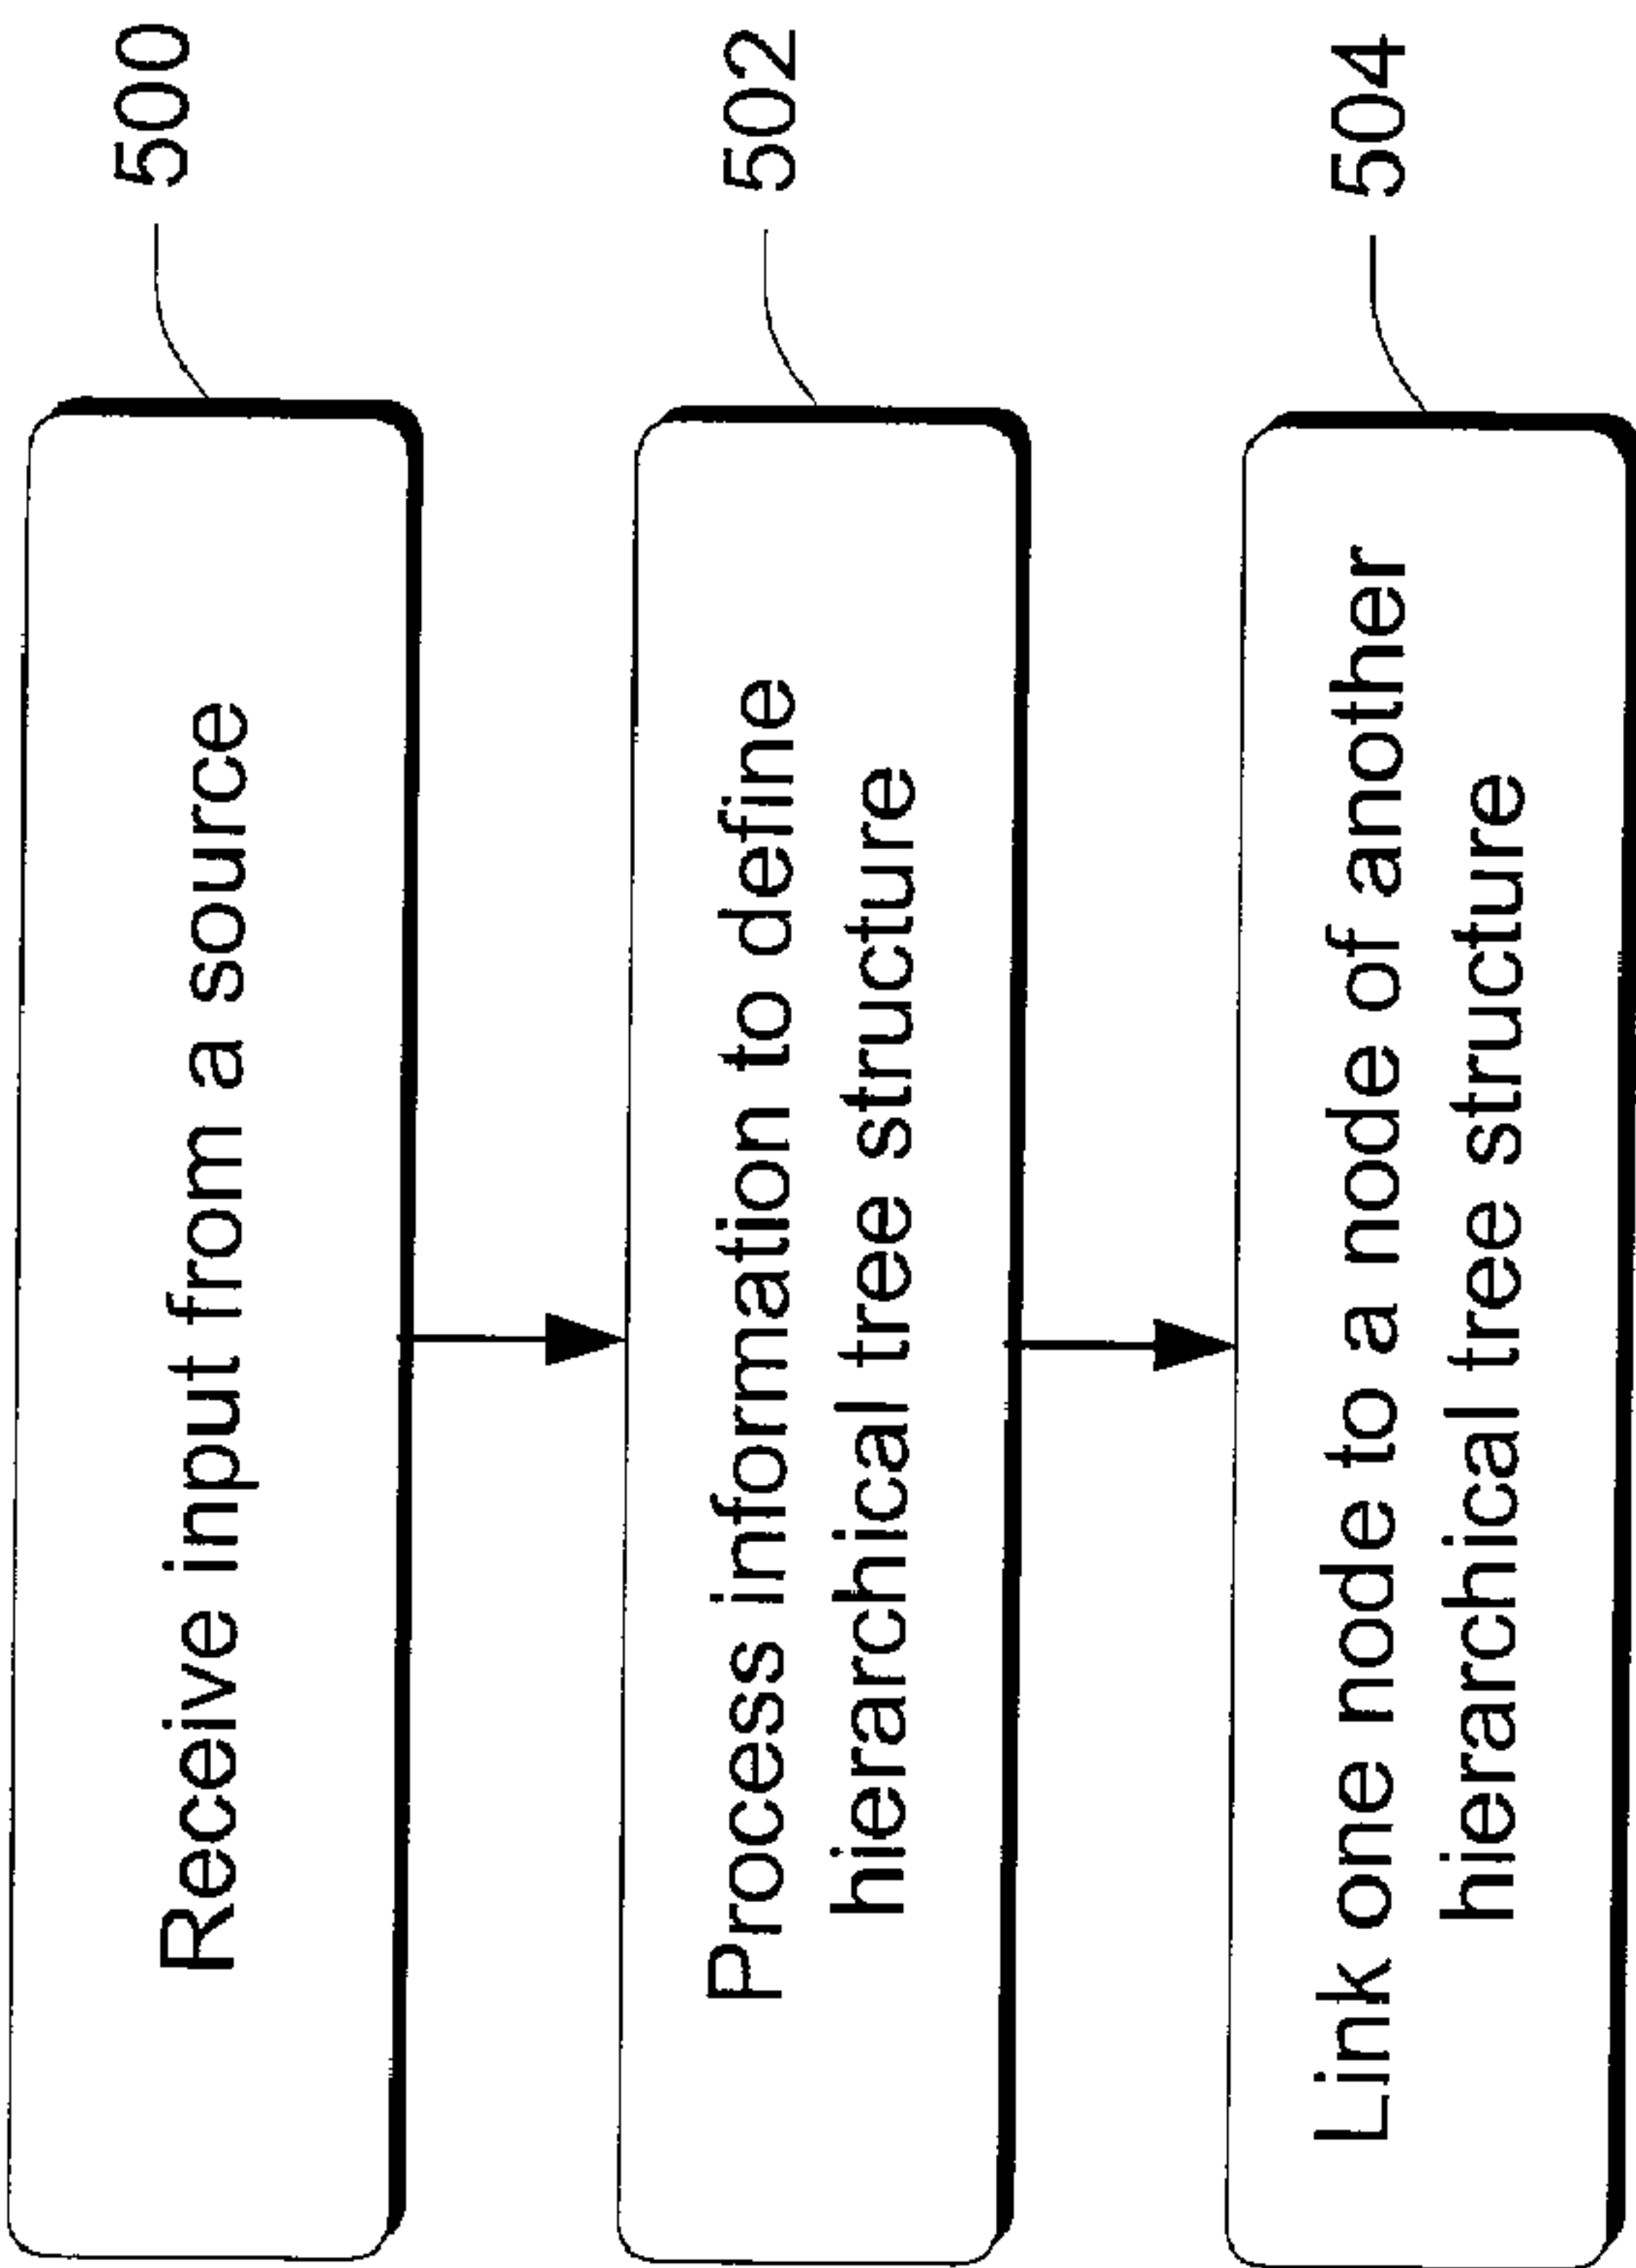 Receive input from a source
500
Process information to define
hierarchical tree structure
502
Link one node to a node of another
hierarchical tree structure
504